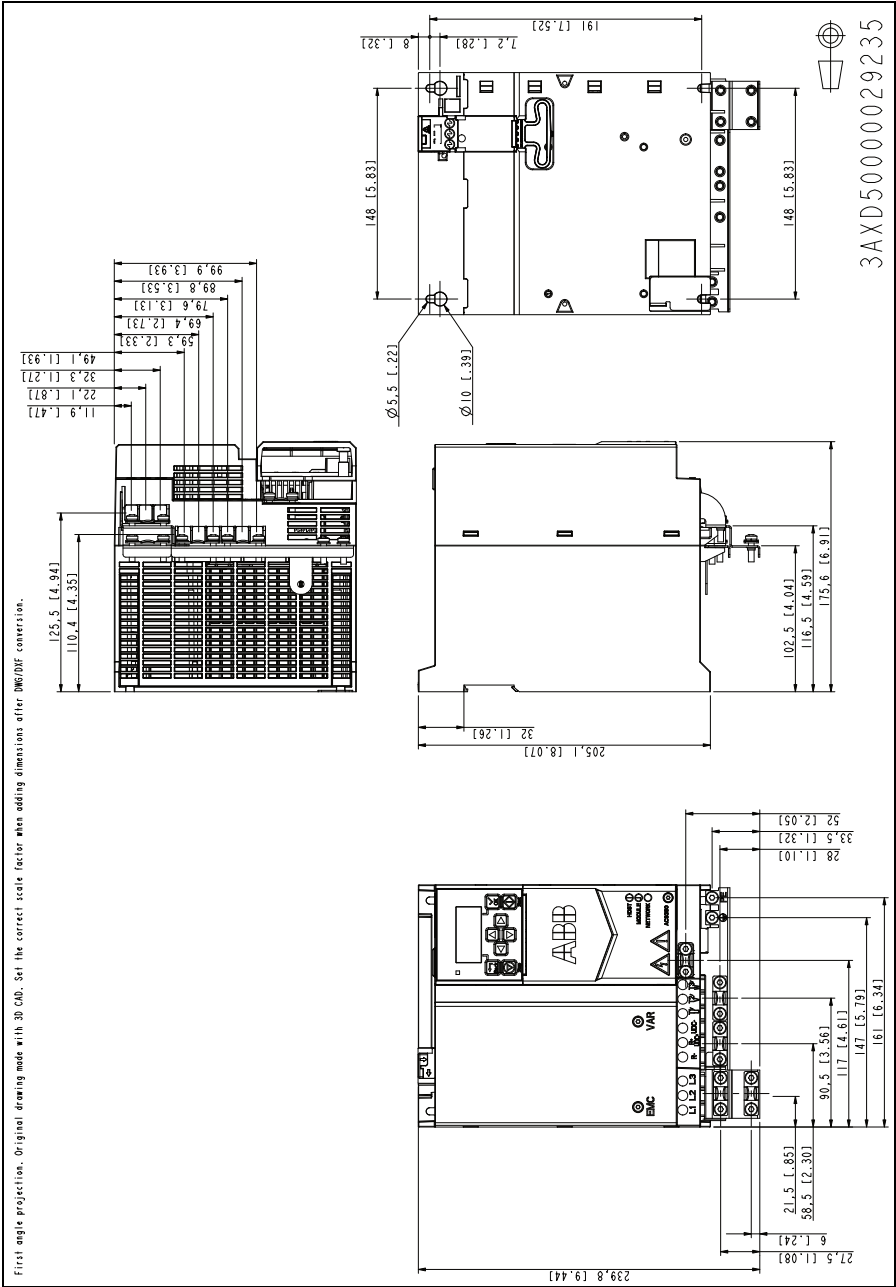 191 [7.52]
7,2 [.28]
8 [.32]
148 [5.83]
148 [5.83]
3AXD50000029235
Ø5,5 [.22]
Ø10 [.39]
99,9 [3.93]
89,8 [3.53]
79,6 [3.13]
69,4 [2.73]
59,3 [2.33]
49,1 [1.93]
32,3 [1.27]
22,1 [.87]
11,9 [.47]
125,5 [4.94]
110,4 [4.35]
102,5 [4.04]
116,5 [4.59]
175,6 [6.91]
32 [1.26]
205,1 [8.07]
First angle projection. Original drawing made with 3D CAD. Set the correct scale factor when adding dimensions after DWG/DXF conversion.
52 [2.05]
33,5 [1.32]
28 [1.10]
ABB
HOST
MODULE
NETWORK
ACS380
VAR
EMC
L1 L2 L3
R-
UDC-
PE
21,5 [.85]
58,5 [2.30]
90,5 [3.56]
117 [4.61]
147 [5.79]
161 [6.34]
6 [.24]
27,5 [1.08]
239,8 [9.44]